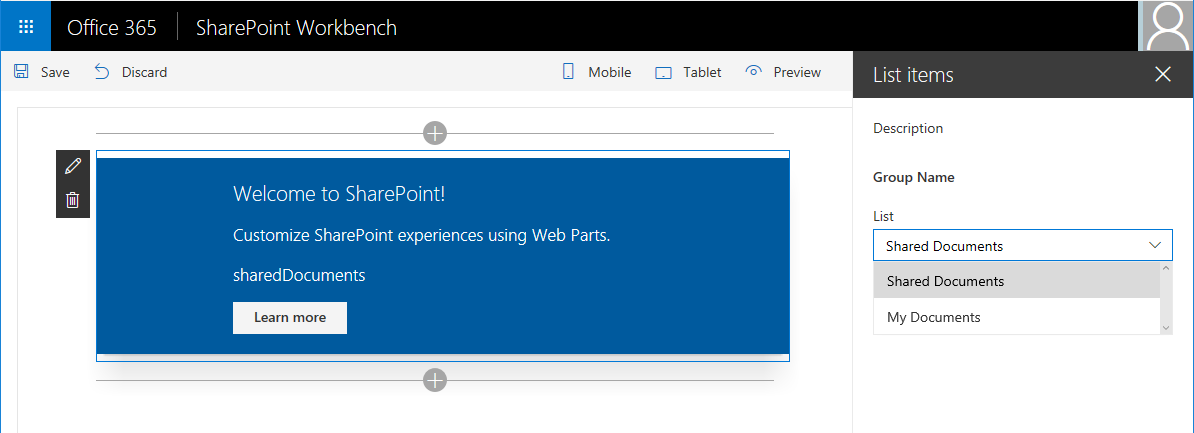 Office 365 SharePoint Workbench
Save Discard Mobile Tablet Preview
Welcome to SharePoint!
Customize SharePoint experiences using Web Parts.
sharedDocuments
Learn more
List items
Description
Group Name
List
Shared Documents
Shared Documents
My Documents